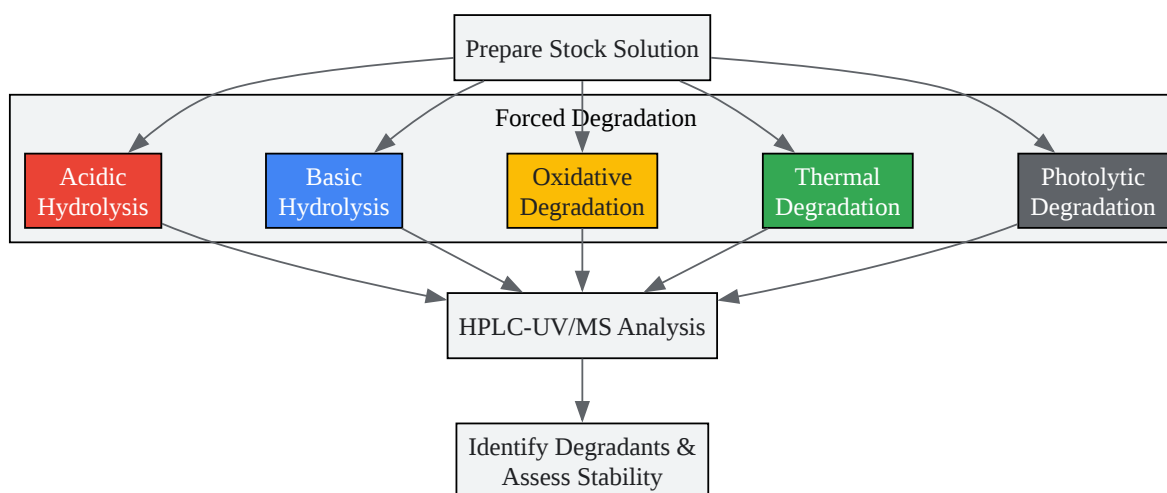 Prepare Stock Solution
Forced Degradation
Acidic
Hydrolysis
Basic
Hydrolysis
Oxidative
Degradation
Thermal
Degradation
Photolytic
Degradation
HPLC-UV/MS Analysis
Identify Degradants &
Assess Stability